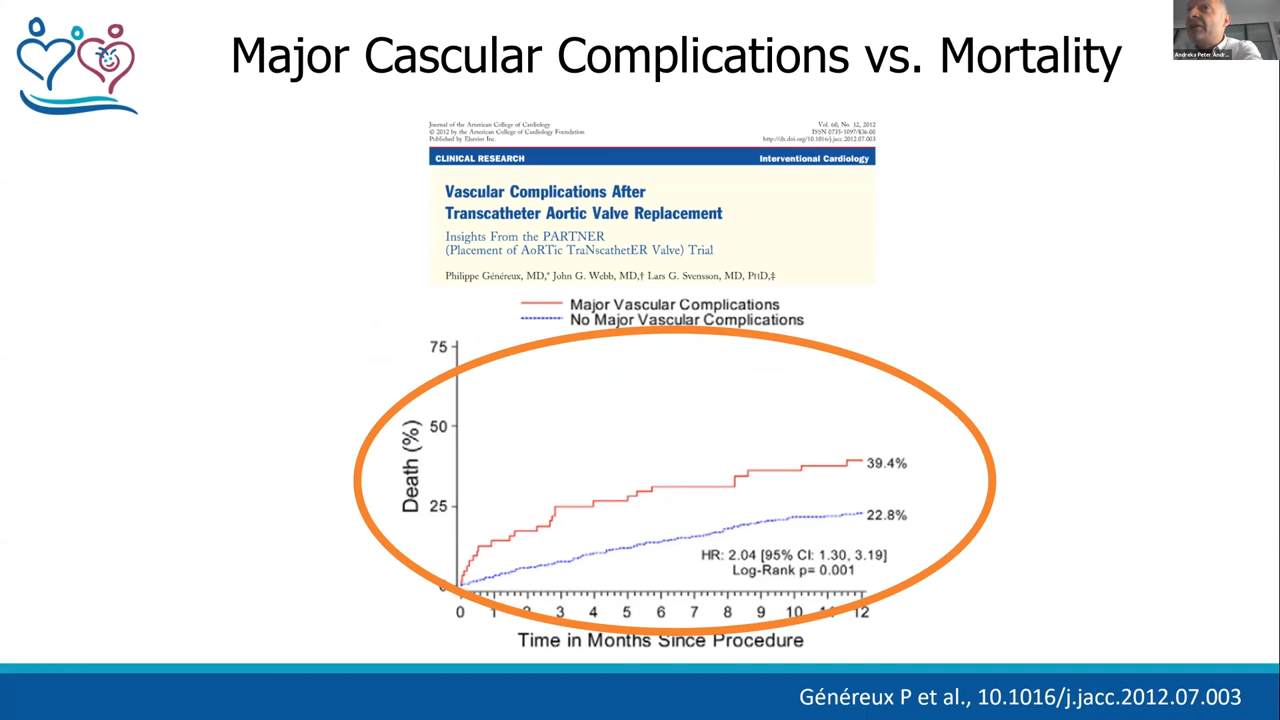 Major Cascular Complications vs. Mortality
Andreka Peter Andr...
Journal of the American College of Cardiology
© 2012 by the American College of Cardiology Foundation
Published by Elsevier Inc.
Vol. 60, No. 12, 2012
ISSN 0735-1097/$36.00
http://dx.doi.org/10.1016/j.jacc.2012.07.003
CLINICAL RESEARCH
Interventional Cardiology
Vascular Complications After
Transcatheter Aortic Valve Replacement
Insights From the PARTNER
(Placement of AoRTic TraNscathetER Valve) Trial
Philippe Généreux, MD,* John G. Webb, MD,† Lars G. Svensson, MD, PHD,‡
Major Vascular Complications
No Major Vascular Complications
75
50
25
0
Death (%)
39.4%
22.8%
HR: 2.04 [95% CI: 1.30, 3.19]
Log-Rank p= 0.001
0 1 2 3 4 5 6 7 8 9 10 11 12
Time in Months Since Procedure
Généreux P et al., 10.1016/j.jacc.2012.07.003